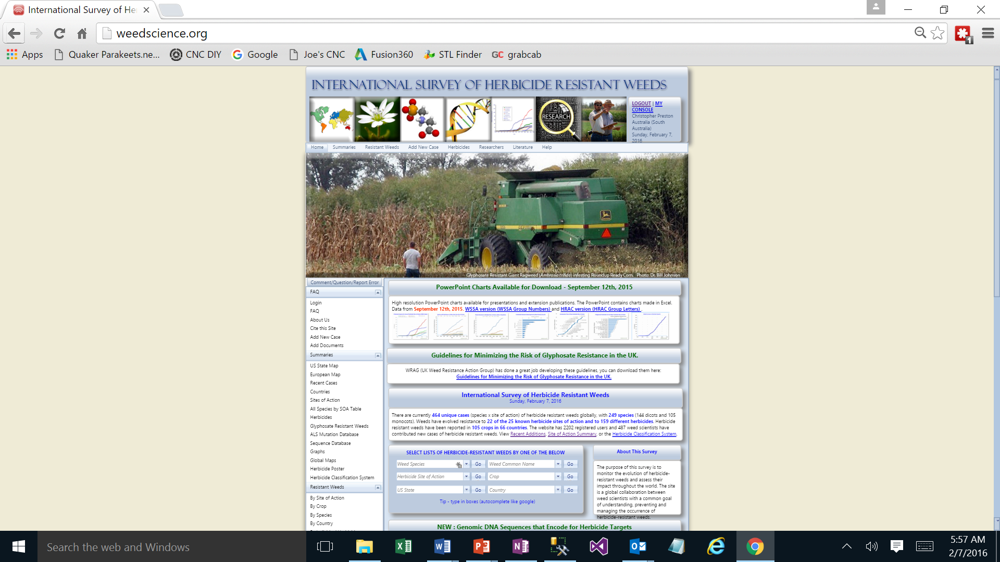 International Survey of He
weedscience.org
1
Apps
Quaker Parakeets.ne...
CNC DIY
Google
Joe's CNC
Fusion360
STL Finder
GC grabcab
INTERNATIONAL SURVEY OF HERBICIDE RESISTANT WEEDS
RESEARCH
LOGOUT | MY
CONSOLE
Christopher Preston
Australia (South
Australia)
Sunday, February 7,
2016
Home
Summaries
Resistant Weeds
Add New Case
Herbicides
Researchers
Literature
Help
Glyphosate Resistant Giant Ragweed (Ambrosia trifida) infesting Roundup Ready Corn. Photo: Dr. Bill Johnson
Comment/Question/Report Error
FAQ
Login
FAQ
About Us
Cite this Site
Add New Case
Add Documents
Summaries
US State Map
European Map
Recent Cases
Countries
Sites of Action
All Species by SOA Table
Herbicides
Glyphosate Resistant Weeds
ALS Mutation Database
Sequence Database
Graphs
Global Maps
Herbicide Poster
Herbicide Classification System
Resistant Weeds
By Site of Action
By Crop
By Species
By Country
PowerPoint Charts Available for Download - September 12th, 2015
High resolution PowerPoint charts available for presentations and extension publications. The PowerPoint contains charts made in Excel.
Data from September 12th, 2015. WSSA version (WSSA Group Numbers) and HRAC version (HRAC Group Letters) .
Guidelines for Minimizing the Risk of Glyphosate Resistance in the UK.
WRAG (UK Weed Resistance Action Group) has done a great job developing these guidelines, you can download them here:
Guidelines for Minimizing the Risk of Glyphosate Resistance in the UK.
International Survey of Herbicide Resistant Weeds
Sunday, February 7, 2016
There are currently 464 unique cases (species x site of action) of herbicide resistant weeds globally, with 249 species (144 dicots and 105
monocots). Weeds have evolved resistance to 22 of the 25 known herbicide sites of action and to 159 different herbicides. Herbicide
resistant weeds have been reported in 105 crops in 66 countries. The website has 2202 registered users and 487 weed scientists have
contributed new cases of herbicide resistant weeds. View Recent Additions, Site of Action Summary, or the Herbicide Classification System.
SELECT LISTS OF HERBICIDE-RESISTANT WEEDS BY ONE OF THE BELOW
Weed Species Go Weed Common Name Go
Herbicide Site of Action Go Crop Go
US State Go Country Go
Tip - type in boxes (autocomplete like google)
About This Survey
The purpose of this survey is to
monitor the evolution of herbicide-
resistant weeds and assess their
impact throughout the world. The site
is a global collaboration between
weed scientists with a common goal
of understanding, preventing and
managing the occurrence of
herbicide-resistant weeds.
NEW : Genomic DNA Sequences that Encode for Herbicide Targets
Search the web and Windows
5:57 AM
2/7/2016